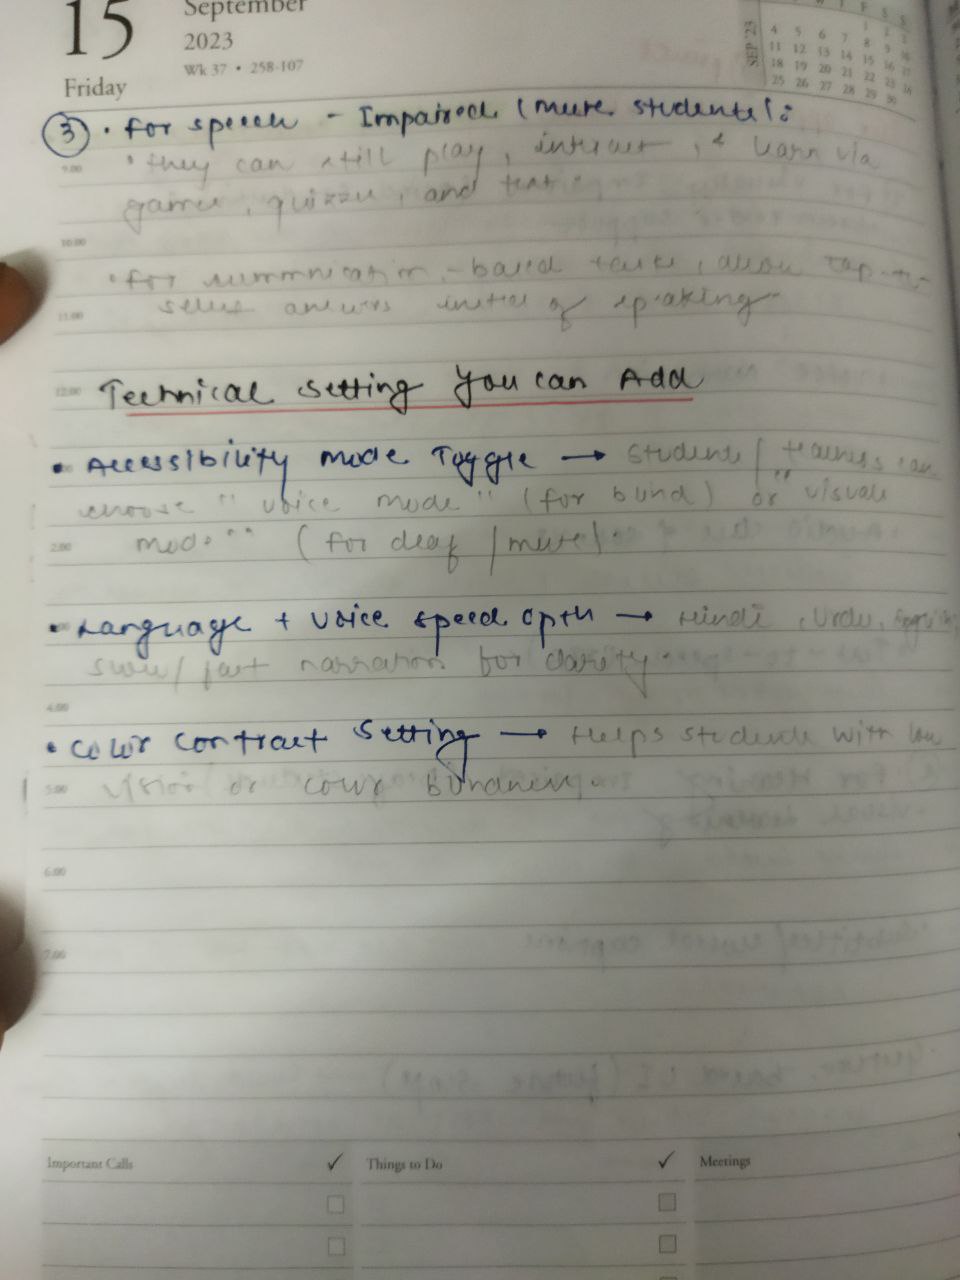 15
September
2023
Wk 37 • 258-107
Friday
SEP '23
F S S
4 5 6 7 8 9 10
11 12 13 14 15 16 17
18 19 20 21 22 23 24
25 26 27 28 29 30
③ • For speech - Impaired (mute students):
9.00
• they can still play, interact, & learn via
games, quizzes, and text.
10.00
• for communication-based tasks, allow tap-to-
select answers instead of speaking.
11.00
12.00
Technical Setting You can Add
• Accessibility mode Toggle → Students / trainers can
choose "voice mode" (for blind) or "visual
2.00
mode" (for deaf / mute).
• Language + Voice speed optn → Hindi, Urdu, English,
slow/fast narration for clarity.
4.00
• Color Contrast Setting → Helps students with low
5.00
vision or colour blindness.
6.00
7.00
Important Calls ✓ Things to Do ✓ Meetings